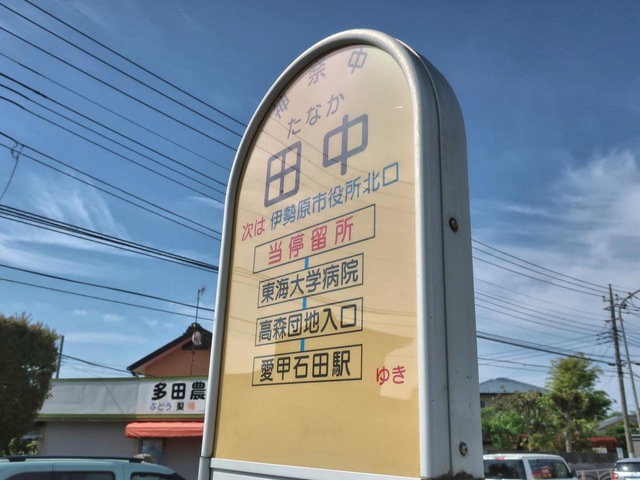 神奈中
たなか
田中
次は 伊勢原市役所北口
当停留所
東海大学病院
高森団地入口
愛甲石田駅
ゆき
多田農
ぶどう 梨 柿